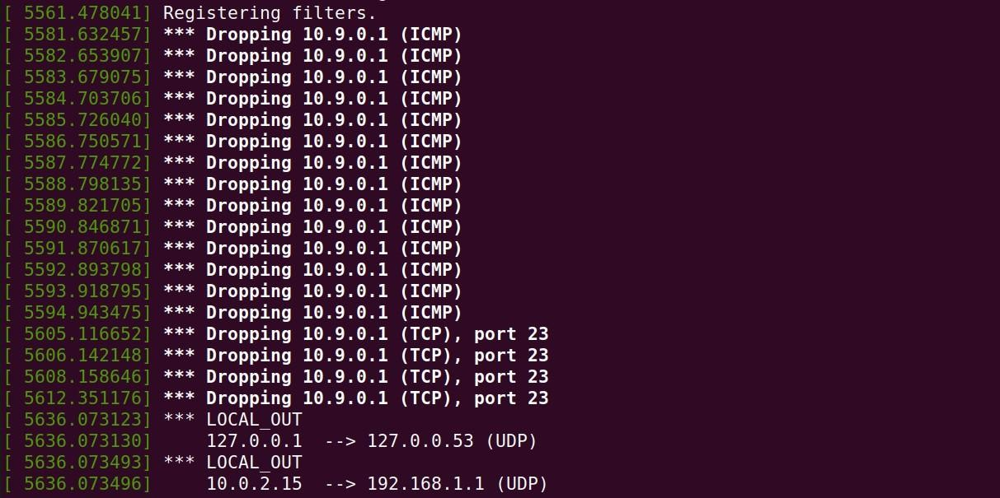 [ 5561.478041] Registering filters.
[ 5581.632457] *** Dropping 10.9.0.1 (ICMP)
[ 5582.653907] *** Dropping 10.9.0.1 (ICMP)
[ 5583.679075] *** Dropping 10.9.0.1 (ICMP)
[ 5584.703706] *** Dropping 10.9.0.1 (ICMP)
[ 5585.726040] *** Dropping 10.9.0.1 (ICMP)
[ 5586.750571] *** Dropping 10.9.0.1 (ICMP)
[ 5587.774772] *** Dropping 10.9.0.1 (ICMP)
[ 5588.798135] *** Dropping 10.9.0.1 (ICMP)
[ 5589.821705] *** Dropping 10.9.0.1 (ICMP)
[ 5590.846871] *** Dropping 10.9.0.1 (ICMP)
[ 5591.870617] *** Dropping 10.9.0.1 (ICMP)
[ 5592.893798] *** Dropping 10.9.0.1 (ICMP)
[ 5593.918795] *** Dropping 10.9.0.1 (ICMP)
[ 5594.943475] *** Dropping 10.9.0.1 (ICMP)
[ 5605.116652] *** Dropping 10.9.0.1 (TCP), port 23
[ 5606.142148] *** Dropping 10.9.0.1 (TCP), port 23
[ 5608.158646] *** Dropping 10.9.0.1 (TCP), port 23
[ 5612.351176] *** Dropping 10.9.0.1 (TCP), port 23
[ 5636.073123] *** LOCAL_OUT
[ 5636.073130]     127.0.0.1  --> 127.0.0.53 (UDP)
[ 5636.073493] *** LOCAL_OUT
[ 5636.073496]     10.0.2.15  --> 192.168.1.1 (UDP)